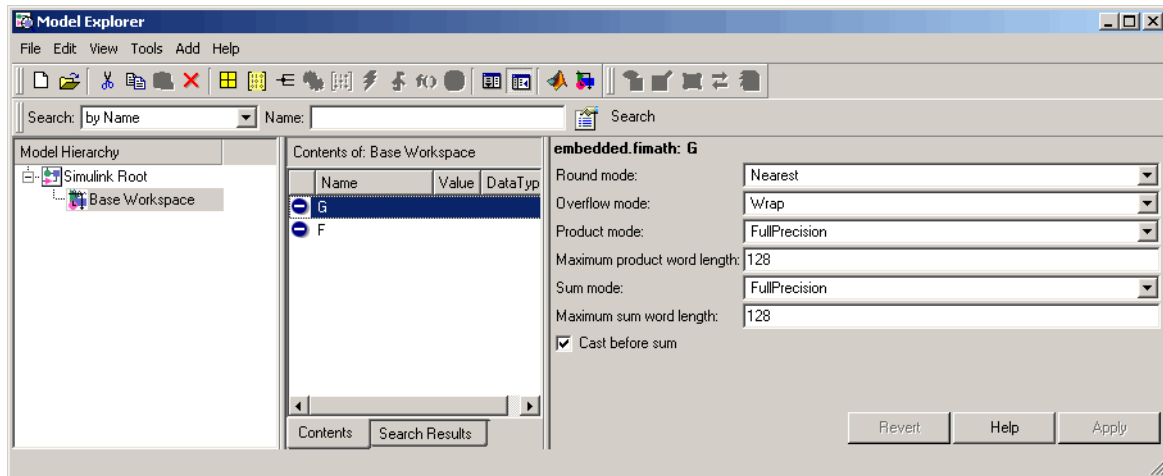 Model Explorer
File Edit View Tools Add Help
Search: by Name Name: Search
Model Hierarchy
Simulink Root
Base Workspace
Contents of: Base Workspace
Name Value DataTyp
G
F
Contents Search Results
embedded.fimath: G
Round mode: Nearest
Overflow mode: Wrap
Product mode: FullPrecision
Maximum product word length: 128
Sum mode: FullPrecision
Maximum sum word length: 128
Cast before sum
Revert Help Apply